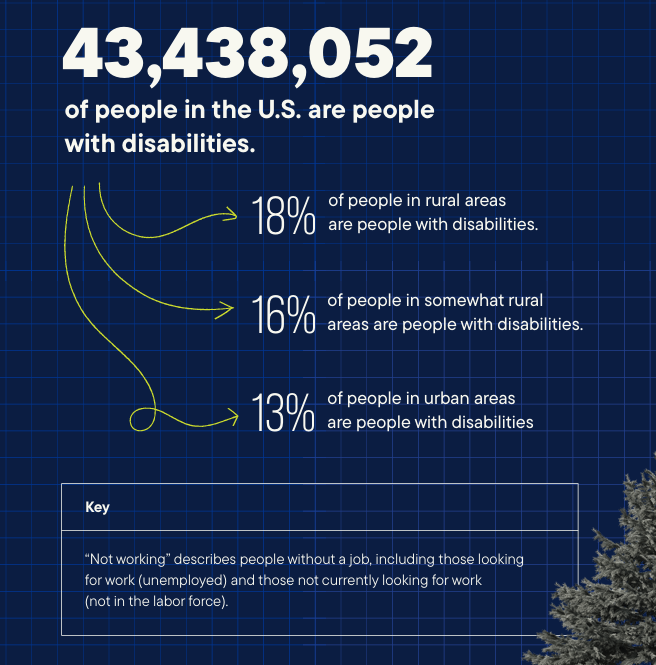 43,438,052
of people in the U.S. are people
with disabilities.
18%
of people in rural areas
are people with disabilities.
16%
of people in somewhat rural
areas are people with disabilities.
13%
of people in urban areas
are people with disabilities
Key
“Not working” describes people without a job, including those looking
for work (unemployed) and those not currently looking for work
(not in the labor force).